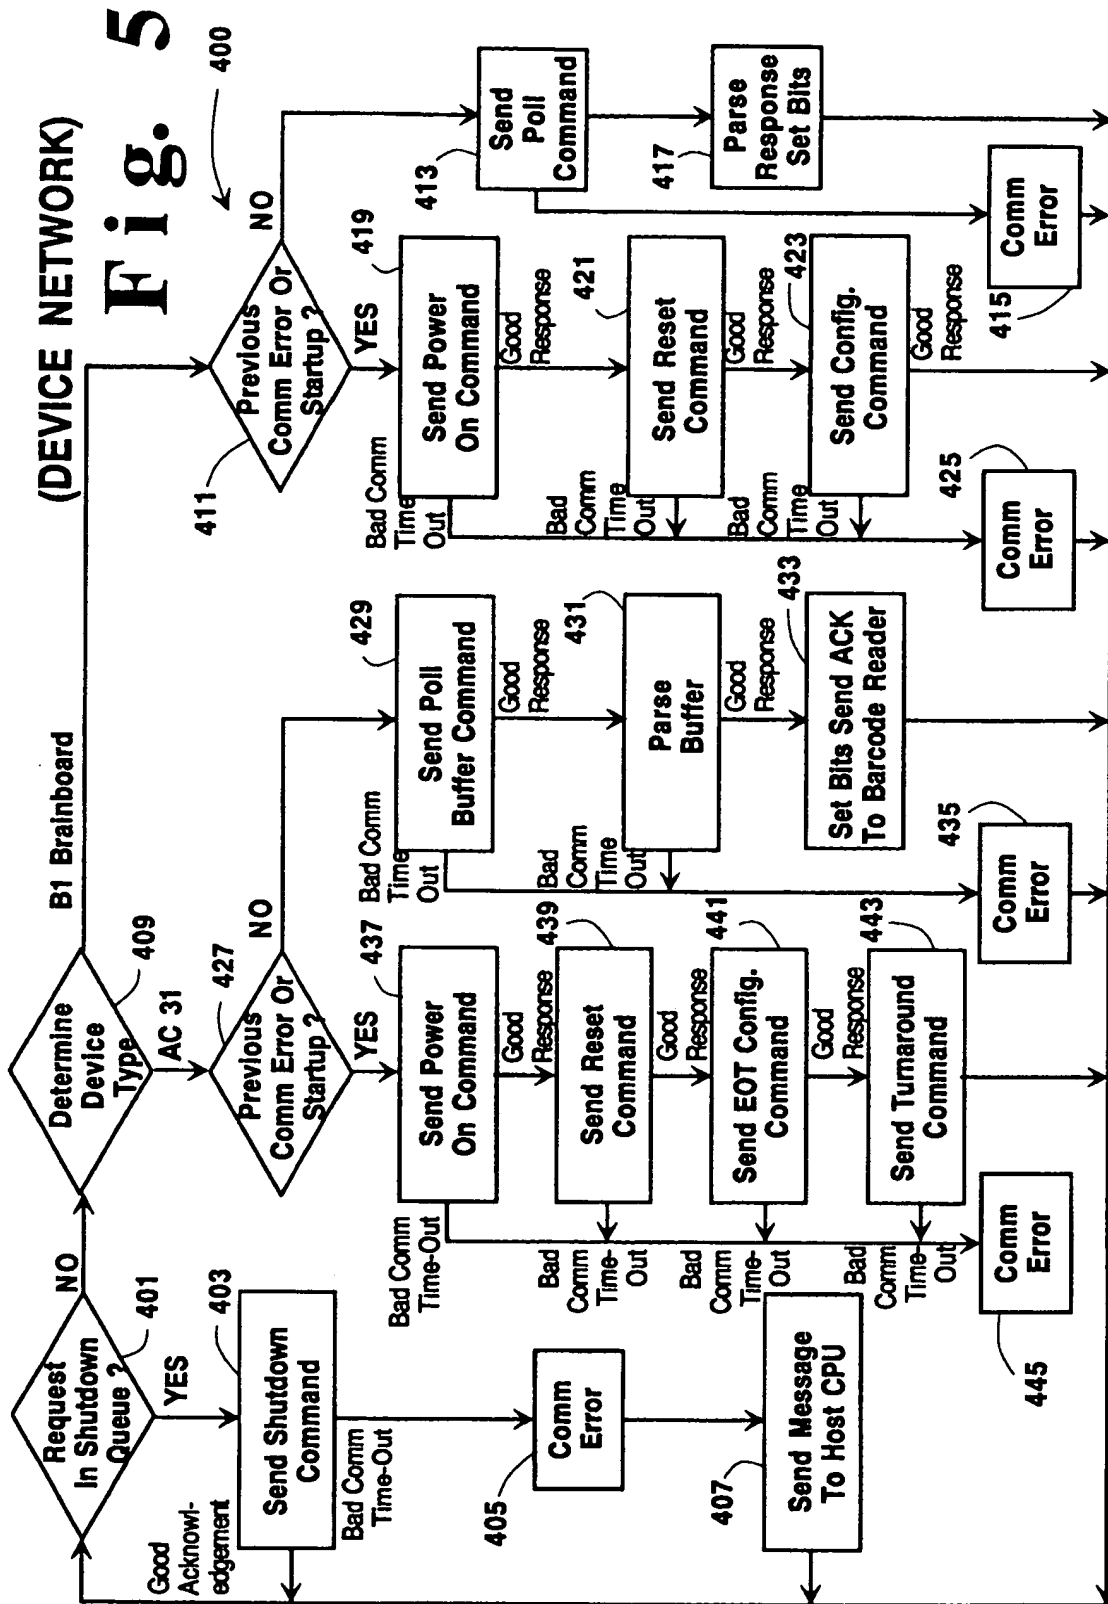 (DEVICE NETWORK)
Fig. 5
400
Request
In Shutdown
Queue ?
401
NO
YES
Good
Acknowl-
edgement
403
Send Shutdown
Command
Bad Comm
Time-Out
405
Comm
Error
407
Send Message
To Host CPU
Determine
Device
Type
409
B1 Brainboard
AC 31
427
Previous
Comm Error Or
Startup ?
NO
YES
437
Send Power
On Command
Bad Comm
Time-Out
Good
Response
439
Send Reset
Command
Bad
Comm
Time-
Out
Good
Response
441
Send EOT Config.
Command
Bad
Comm
Time-
Out
Good
Response
443
Send Turnaround
Command
Bad
Comm
Time-
Out
Comm
Error
445
429
Send Poll
Buffer Command
Bad Comm
Time
Out
Good
Response
431
Parse
Buffer
Bad
Comm
Time
Out
Good
Response
433
Set Bits Send ACK
To Barcode Reader
435
Comm
Error
411
Previous
Comm Error Or
Startup ?
NO
YES
419
Send Power
On Command
Bad Comm
Time
Out
Good
Response
421
Send Reset
Command
Bad
Comm
Time
Out
Good
Response
423
Send Config.
Command
Bad
Comm
Time
Out
Good
Response
425
Comm
Error
413
Send
Poll
Command
417
Parse
Response
Set Bits
415
Comm
Error